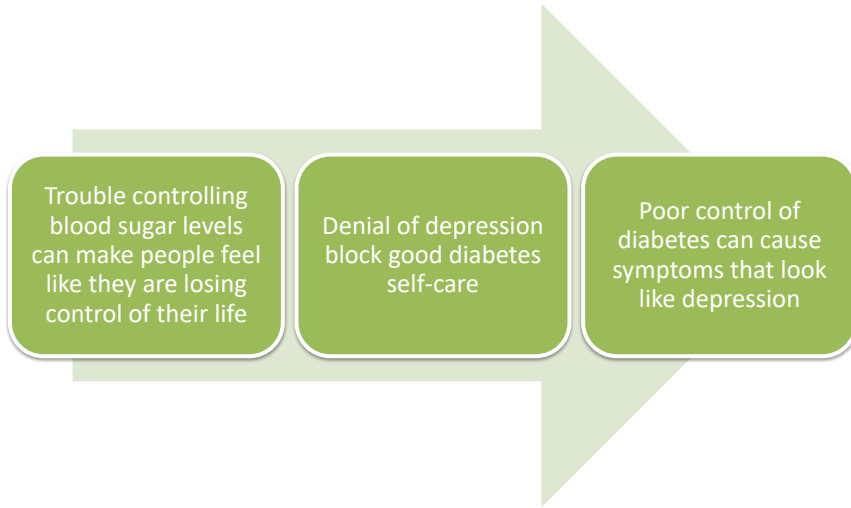 Trouble controlling
blood sugar levels
can make people feel
like they are losing
control of their life
Denial of depression
block good diabetes
self-care
Poor control of
diabetes can cause
symptoms that look
like depression